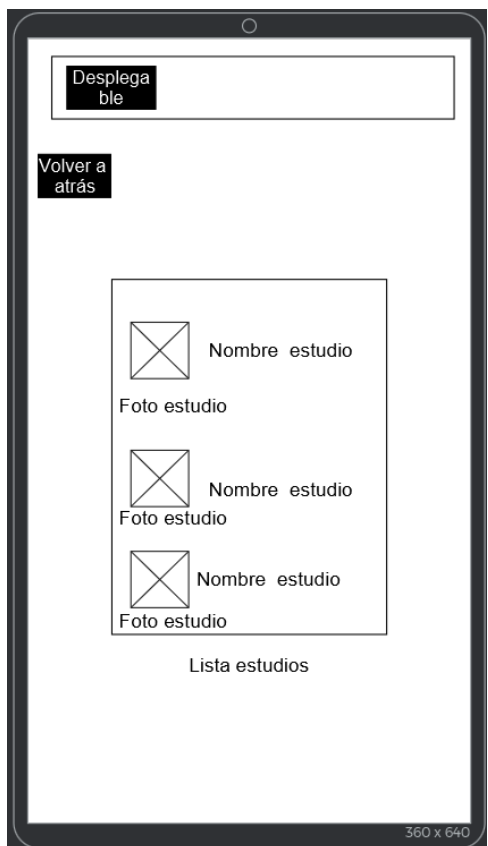 Desplega
ble
Volver a
atrás
Nombre estudio
Foto estudio
Nombre estudio
Foto estudio
Nombre estudio
Foto estudio
Lista estudios
360 x 640